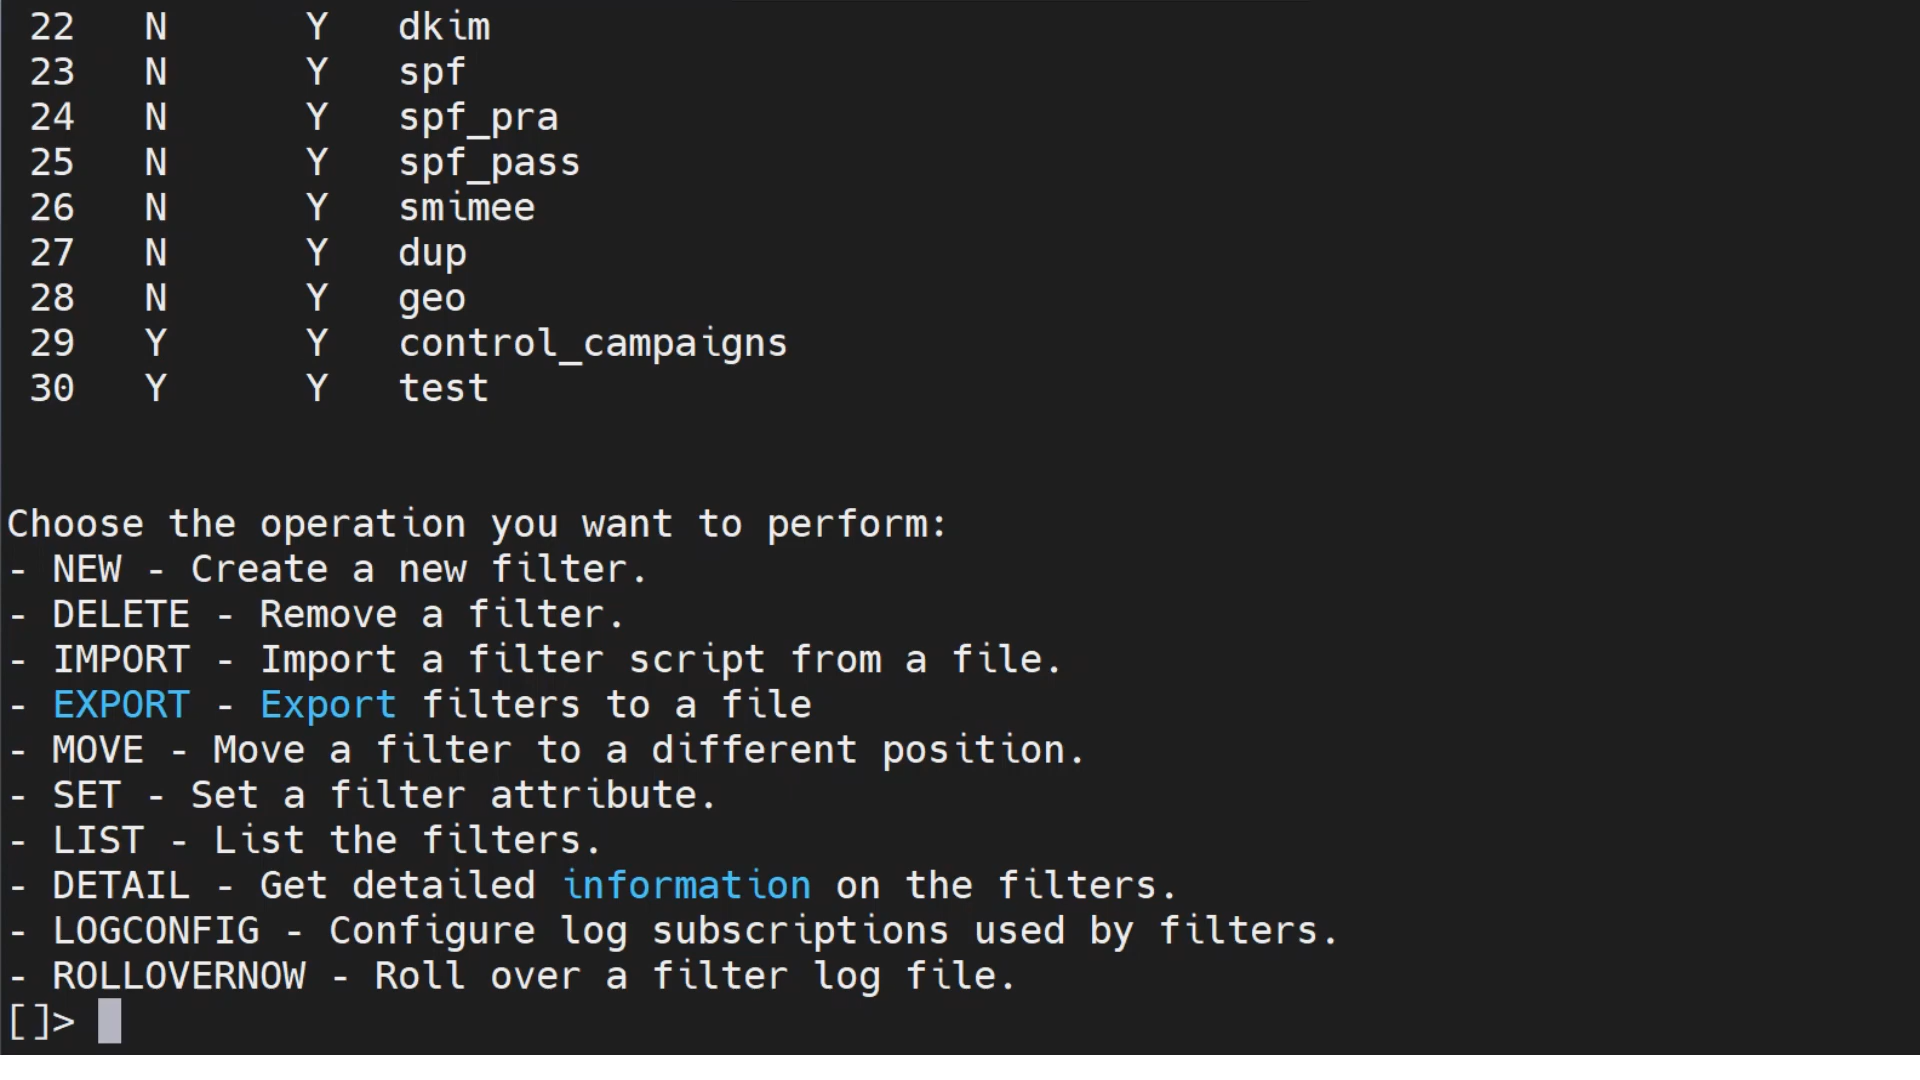 22 N Y dkim
23 N Y spf
24 N Y spf_pra
25 N Y spf_pass
26 N Y smimee
27 N Y dup
28 N Y geo
29 Y Y control_campaigns
30 Y Y test
Choose the operation you want to perform:
- NEW - Create a new filter.
- DELETE - Remove a filter.
- IMPORT - Import a filter script from a file.
- EXPORT - Export filters to a file
- MOVE - Move a filter to a different position.
- SET - Set a filter attribute.
- LIST - List the filters.
- DETAIL - Get detailed information on the filters.
- LOGCONFIG - Configure log subscriptions used by filters.
- ROLLOVERNOW - Roll over a filter log file.
[]>